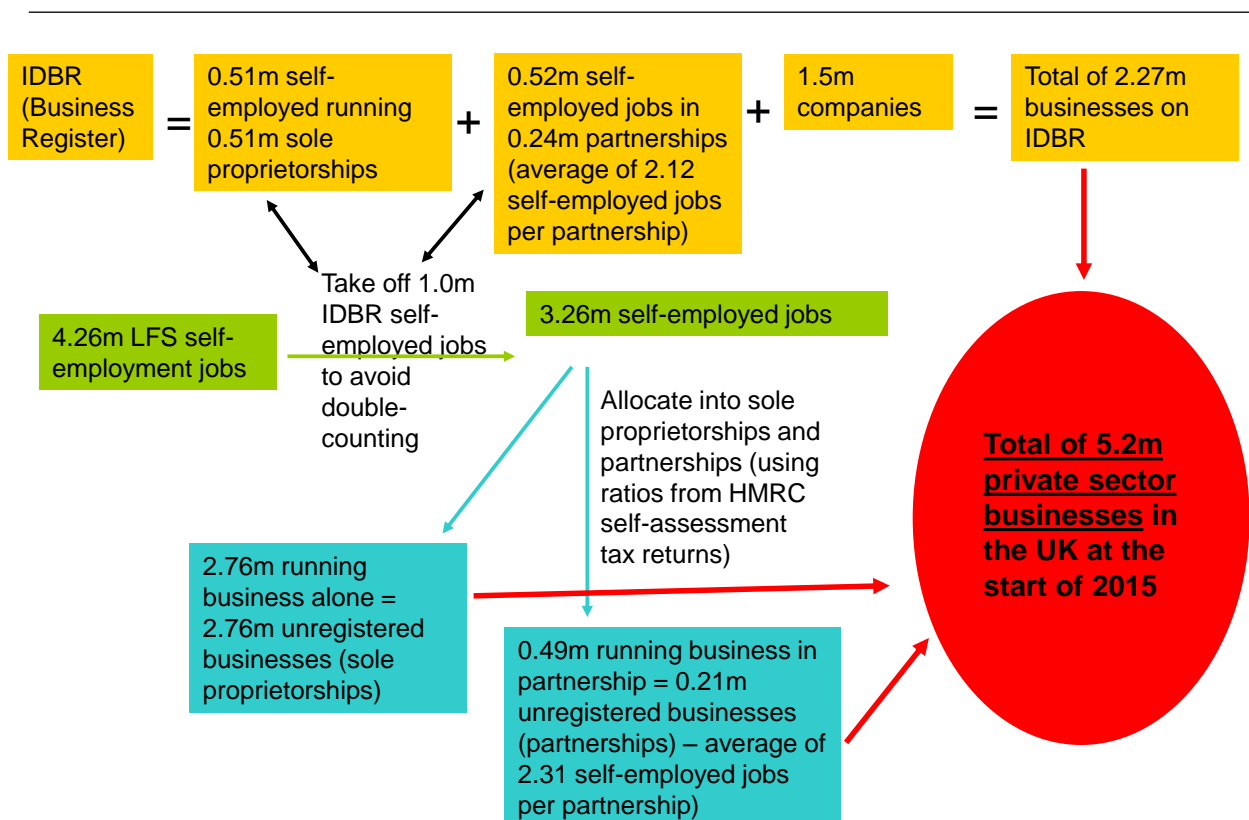 IDBR
(Business
Register)
=
0.51m self-
employed running
0.51m sole
proprietorships
+
0.52m self-
employed jobs in
0.24m partnerships
(average of 2.12
self-employed jobs
per partnership)
+
1.5m
companies
=
Total of 2.27m
businesses on
IDBR
4.26m LFS self-
employment jobs
Take off 1.0m
IDBR self-
employed jobs
to avoid
double-
counting
3.26m self-employed jobs
Allocate into sole
proprietorships and
partnerships (using
ratios from HMRC
self-assessment
tax returns)
2.76m running
business alone =
2.76m unregistered
businesses (sole
proprietorships)
0.49m running business in
partnership = 0.21m
unregistered businesses
(partnerships) – average of
2.31 self-employed jobs
per partnership)
Total of 5.2m
private sector
businesses in
the UK at the
start of 2015